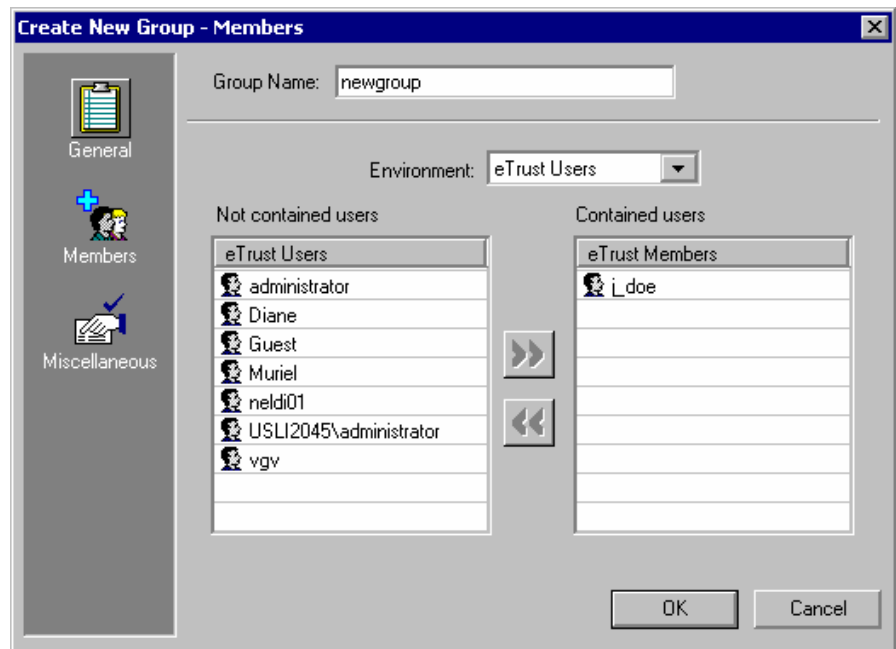 Create New Group - Members
General
Members
Miscellaneous
Group Name: newgroup
Environment: eTrust Users
Not contained users
eTrust Users
administrator
Diane
Guest
Muriel
neldi01
USLI2045\administrator
vgv
Contained users
eTrust Members
j_doe
OK Cancel